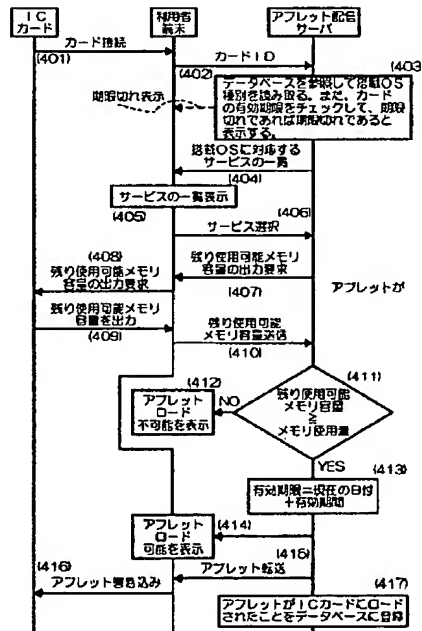 ＩＣ
カード
利用者
端末
アプレット配信
サーバ
カード接続
(401)
カードＩＤ
(402)
(403)
データベースを参照して搭載ＯＳ
種別を読み取る。また、カード
の有効期限をチェックして、期限
切れであれば期限切れであると
表示する。
期限切れ表示
搭載ＯＳに対応する
サービスの一覧
(404)
サービスの一覧表示
(405)
(406)
サービス選択
(408)
残り使用可能メモリ
容量の出力要求
残り使用可能メモリ
容量の出力要求
(407)
アプレットが
残り使用可能メモリ
容量を出力
(409)
残り使用可能
メモリ容量送信
(410)
(411)
残り使用可能
メモリ容量
≧
メモリ使用量
(412)
NO
アプレット
ロード
不可能を表示
YES
(413)
有効期限＝現在の日付
＋有効期間
アプレット
ロード
可能を表示
(414)
(415)
アプレット転送
(416)
アプレット書き込み
(417)
アプレットがＩＣカードにロード
されたことをデータベースに登録